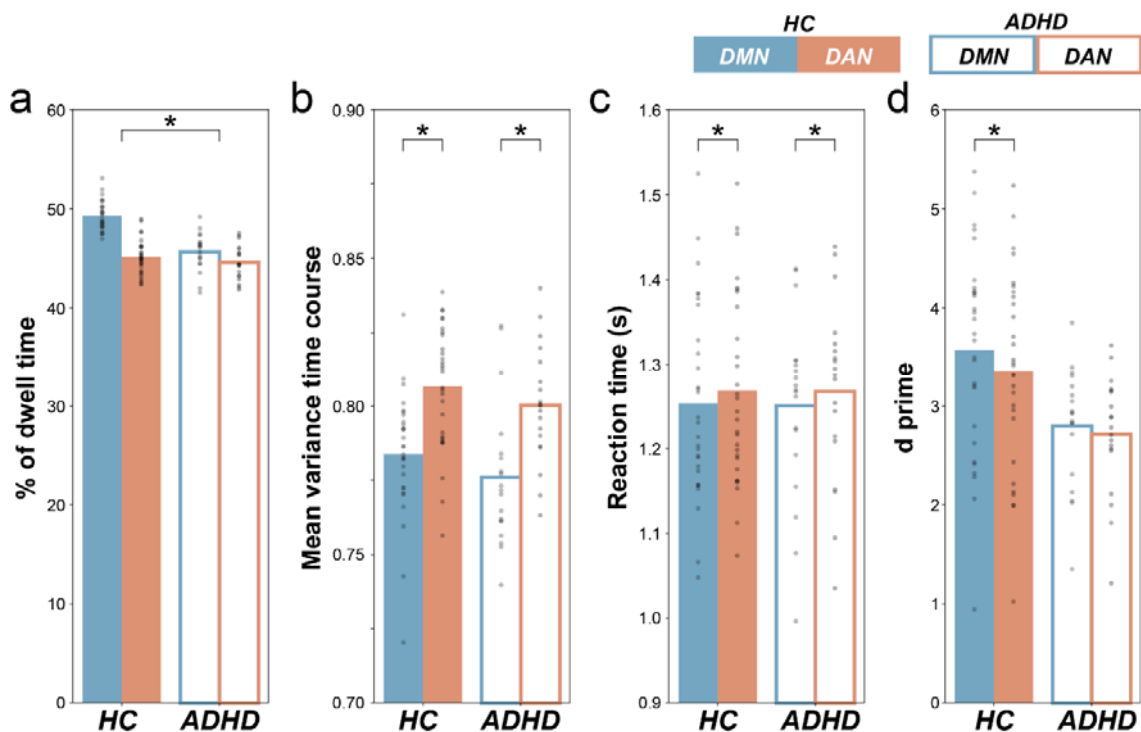 HC ADHD
DMN DAN DMN DAN
a b c d
60 0.90 1.6 6
* * * * * *
50 1.5 5
0.85
40 1.4 4
30 0.80 1.3 3
20 1.2 2
0.75
10 1.1 1
1.0
0 0.70 0.9 0
% of dwell time
Mean variance time course
Reaction time (s)
d prime
HC ADHD HC ADHD HC ADHD HC ADHD